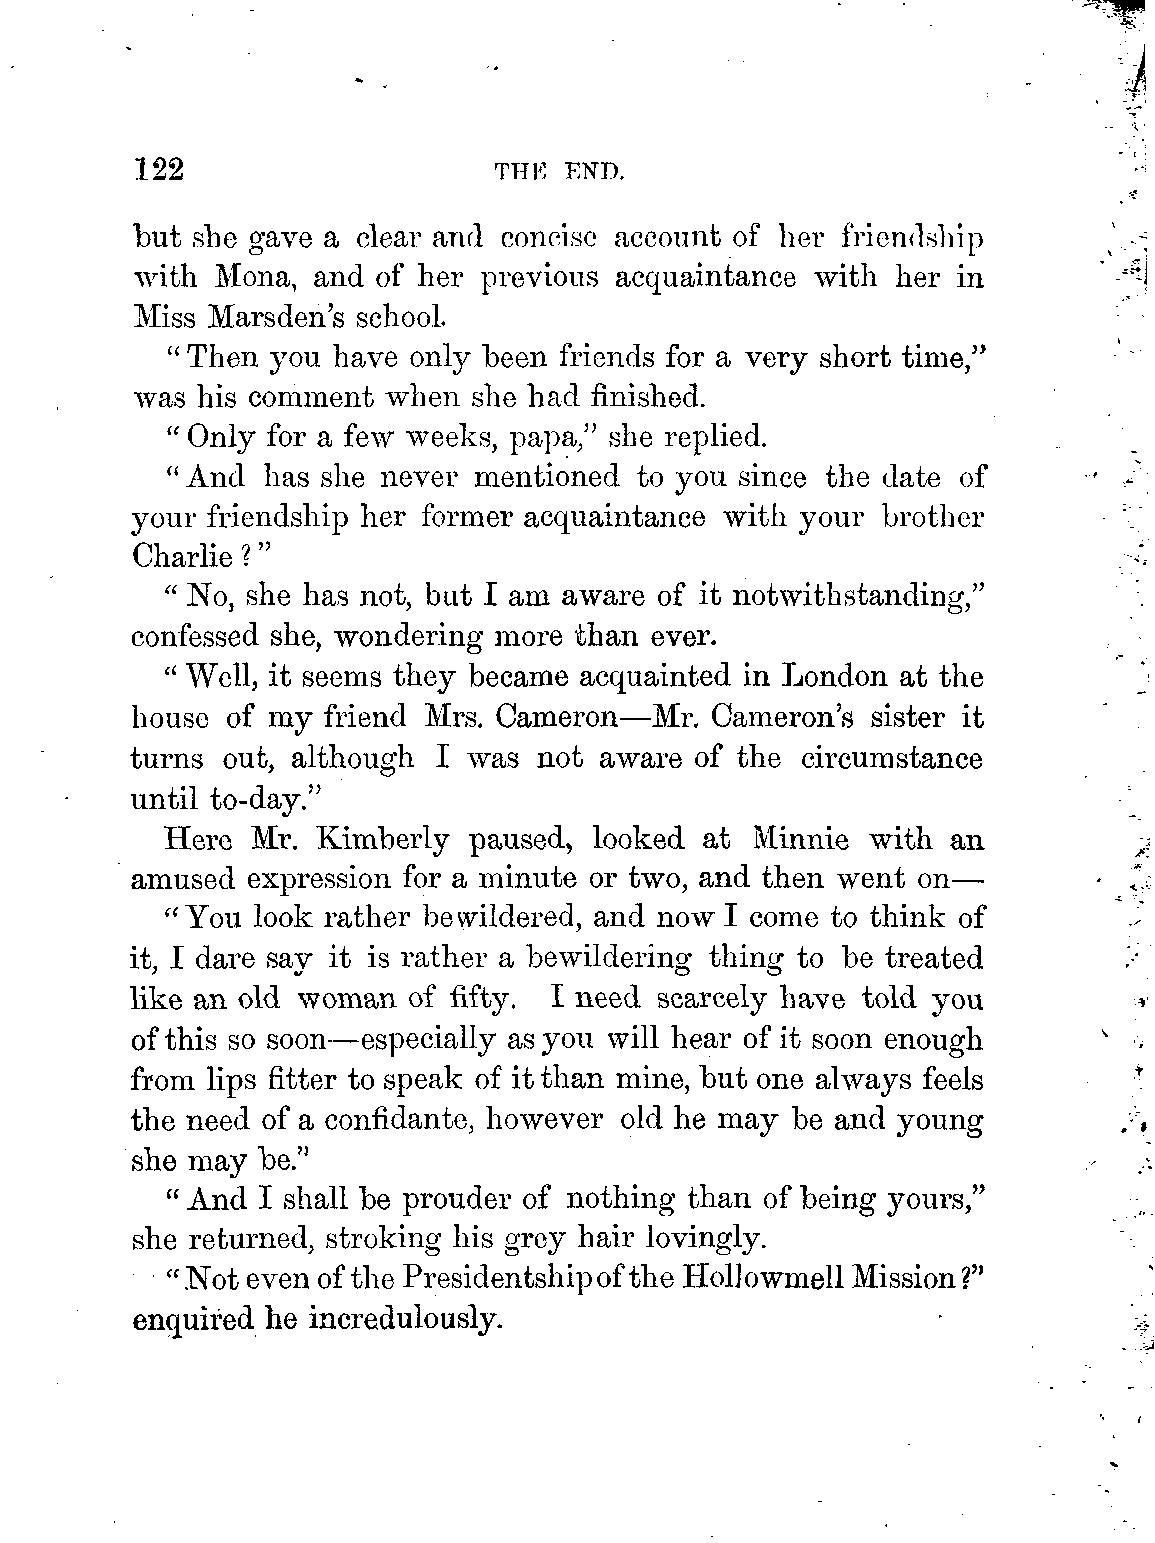 122 THE END.
but she gave a clear and concise account of her friendship
with Mona, and of her previous acquaintance with her in
Miss Marsden's school.
"Then you have only been friends for a very short time,"
was his comment when she had finished.
"Only for a few weeks, papa," she replied.
"And has she never mentioned to you since the date of
your friendship her former acquaintance with your brother
Charlie?"
"No, she has not, but I am aware of it notwithstanding,"
confessed she, wondering more than ever.
"Well, it seems they became acquainted in London at the
house of my friend Mrs. Cameron—Mr. Cameron's sister it
turns out, although I was not aware of the circumstance
until to-day."
Here Mr. Kimberly paused, looked at Minnie with an
amused expression for a minute or two, and then went on—
"You look rather bewildered, and now I come to think of
it, I dare say it is rather a bewildering thing to be treated
like an old woman of fifty. I need scarcely have told you
of this so soon—especially as you will hear of it soon enough
from lips fitter to speak of it than mine, but one always feels
the need of a confidante, however old he may be and young
she may be."
"And I shall be prouder of nothing than of being yours,"
she returned, stroking his grey hair lovingly.
"Not even of the Presidentship of the Hollowmell Mission?"
enquired he incredulously.